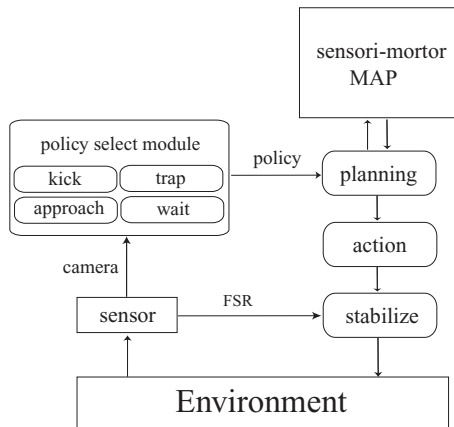 sensori-mortor
MAP
policy select module
kick
trap
approach
wait
policy
planning
camera
action
sensor
FSR
stabilize
Environment